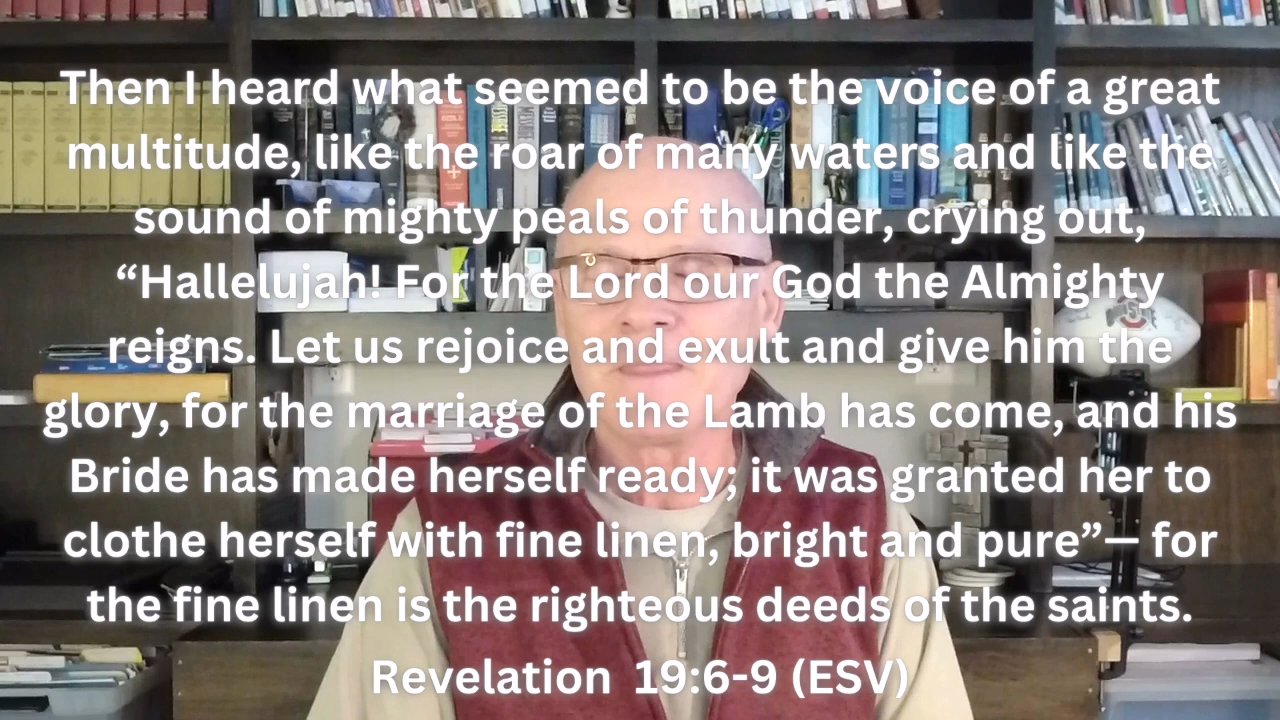 Then I heard what seemed to be the voice of a great
multitude, like the roar of many waters and like the
sound of mighty peals of thunder, crying out,
“Hallelujah! For the Lord our God the Almighty
reigns. Let us rejoice and exult and give him the
glory, for the marriage of the Lamb has come, and his
Bride has made herself ready; it was granted her to
clothe herself with fine linen, bright and pure”— for
the fine linen is the righteous deeds of the saints.
Revelation 19:6-9 (ESV)